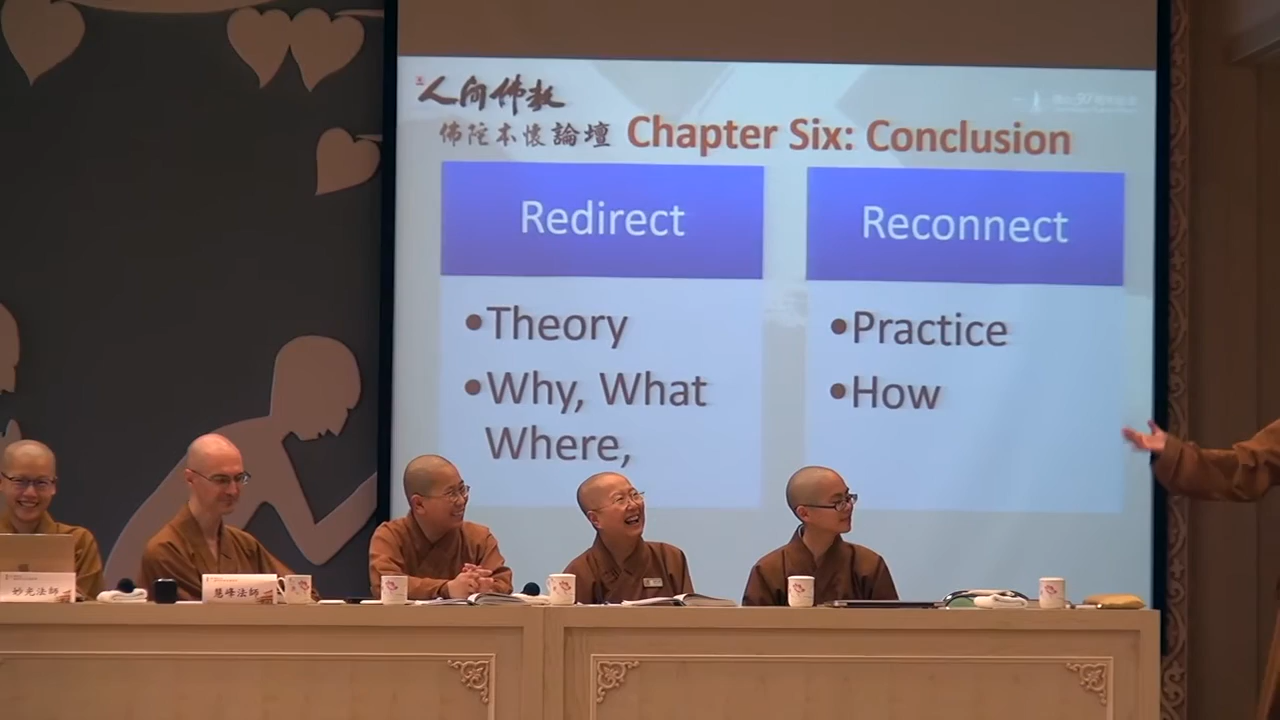 人间佛教
佛陀本懷論壇 Chapter Six: Conclusion
Redirect
•Theory
•Why, What
Where,
Reconnect
•Practice
•How
妙光法師
慧峰法師